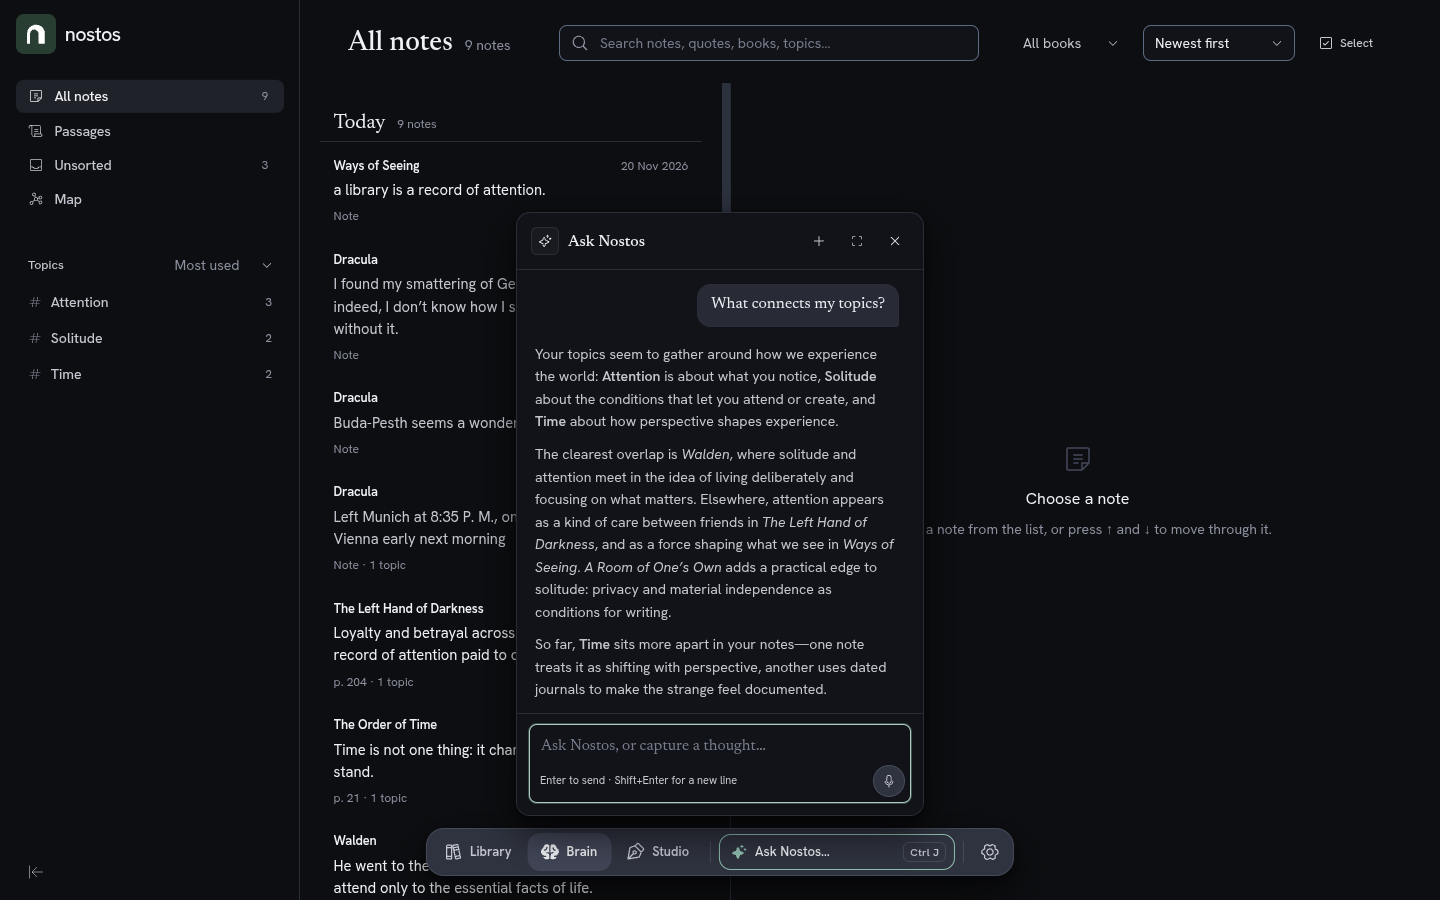 nostos
All notes 9
Passages
Unsorted 3
Map
Topics Most used
# Attention 3
# Solitude 2
# Time 2
All notes 9 notes
Search notes, quotes, books, topics…
All books
Newest first
Select
Today 9 notes
Ways of Seeing 20 Nov 2026
a library is a record of attention.
Note
Dracula
I found my smattering of Ge
indeed, I don’t know how I s
without it.
Note
Dracula
Buda-Pesth seems a wonder
Note
Dracula
Left Munich at 8:35 P. M., on
Vienna early next morning
Note · 1 topic
The Left Hand of Darkness
Loyalty and betrayal across
record of attention paid to
p. 204 · 1 topic
The Order of Time
Time is not one thing: it char
stand.
p. 21 · 1 topic
Walden
He went to the
attend only to the essential facts of life.
Ask Nostos
What connects my topics?
Your topics seem to gather around how we experience
the world: Attention is about what you notice, Solitude
about the conditions that let you attend or create, and
Time about how perspective shapes experience.
The clearest overlap is Walden, where solitude and
attention meet in the idea of living deliberately and
focusing on what matters. Elsewhere, attention appears
as a kind of care between friends in The Left Hand of
Darkness, and as a force shaping what we see in Ways of
Seeing. A Room of One’s Own adds a practical edge to
solitude: privacy and material independence as
conditions for writing.
So far, Time sits more apart in your notes—one note
treats it as shifting with perspective, another uses dated
journals to make the strange feel documented.
Ask Nostos, or capture a thought…
Enter to send · Shift+Enter for a new line
Choose a note
a note from the list, or press ↑ and ↓ to move through it.
Library
Brain
Studio
Ask Nostos… Ctrl J